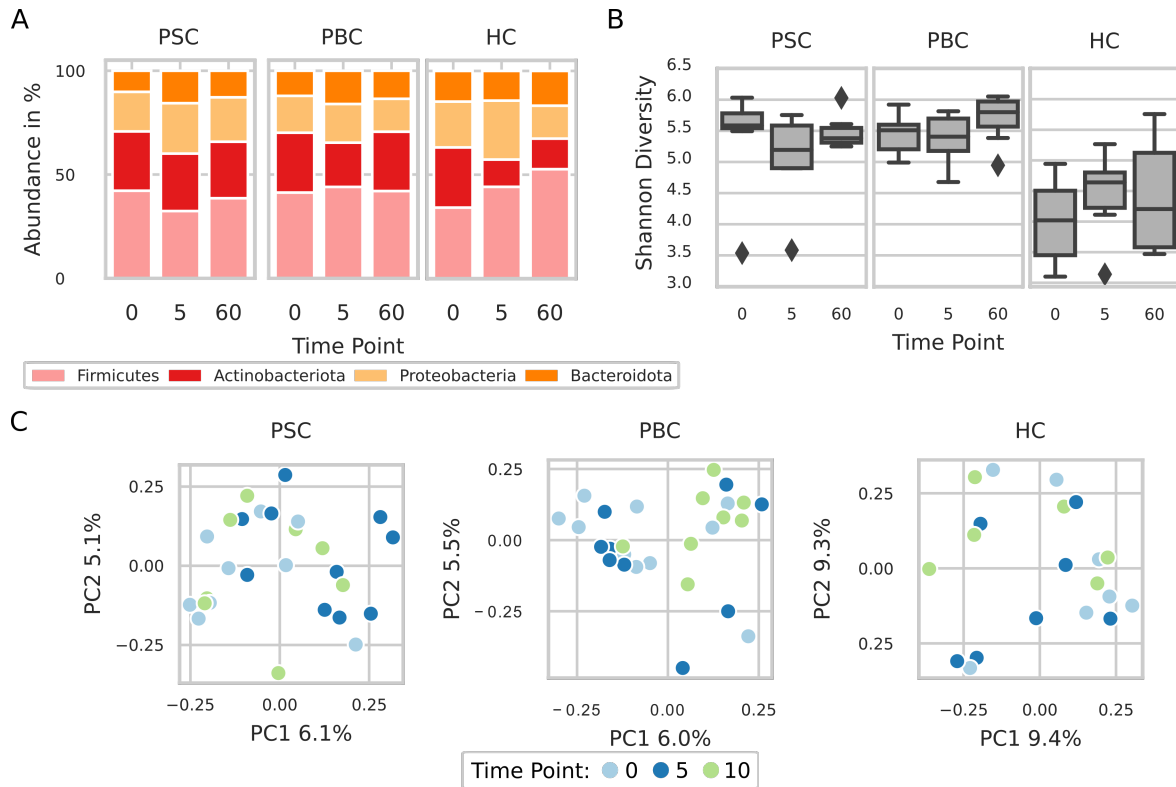 A
PSC
PBC
HC
Abundance in %
100
50
0
0 5 60
0 5 60
0 5 60
Time Point
Firmicutes Actinobacteriota Proteobacteria Bacteroidota
B
PSC
PBC
HC
Shannon Diversity
6.5
6.0
5.5
5.0
4.5
4.0
3.5
3.0
0 5 60
0 5 60
0 5 60
Time Point
C
PSC
PC2 5.1%
0.25
0.00
−0.25
−0.25 0.00 0.25
PC1 6.1%
PBC
PC2 5.5%
0.25
0.00
−0.25
−0.25 0.00 0.25
PC1 6.0%
HC
PC2 9.3%
0.25
0.00
0.25
−0.25 0.00 0.25
PC1 9.4%
Time Point: 0 5 10